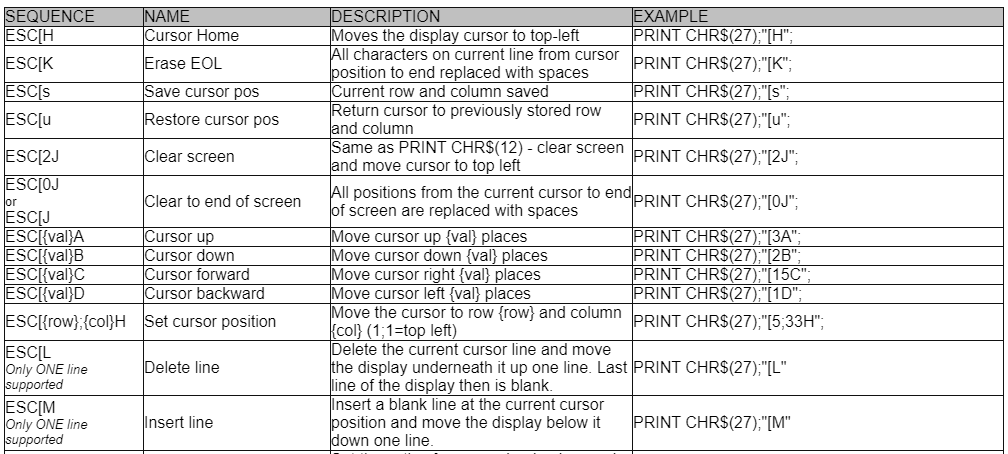 SEQUENCE NAME DESCRIPTION EXAMPLE
ESC[H Cursor Home Moves the display cursor to top-left PRINT CHR$(27);"[H";
ESC[K Erase EOL All characters on current line from cursor
position to end replaced with spaces PRINT CHR$(27);"[K";
ESC[s Save cursor pos Current row and column saved PRINT CHR$(27);"[s";
ESC[u Restore cursor pos Return cursor to previously stored row
and column PRINT CHR$(27);"[u";
ESC[2J Clear screen Same as PRINT CHR$(12) - clear screen
and move cursor to top left PRINT CHR$(27);"[2J";
ESC[0J
or
ESC[J
Clear to end of screen All positions from the current cursor to end
of screen are replaced with spaces PRINT CHR$(27);"[0J";
ESC[{val}A Cursor up Move cursor up {val} places PRINT CHR$(27);"[3A";
ESC[{val}B Cursor down Move cursor down {val} places PRINT CHR$(27);"[2B";
ESC[{val}C Cursor forward Move cursor right {val} places PRINT CHR$(27);"[15C";
ESC[{val}D Cursor backward Move cursor left {val} places PRINT CHR$(27);"[1D";
ESC[{row};{col}H Set cursor position Move the cursor to row {row} and column
{col} (1;1=top left) PRINT CHR$(27);"[5;33H";
ESC[L
Only ONE line
supported
Delete line
Delete the current cursor line and move
the display underneath it up one line. Last
line of the display then is blank.
PRINT CHR$(27);"[L"
ESC[M
Only ONE line
supported
Insert line
Insert a blank line at the current cursor
position and move the display below it
down one line.
PRINT CHR$(27);"[M"